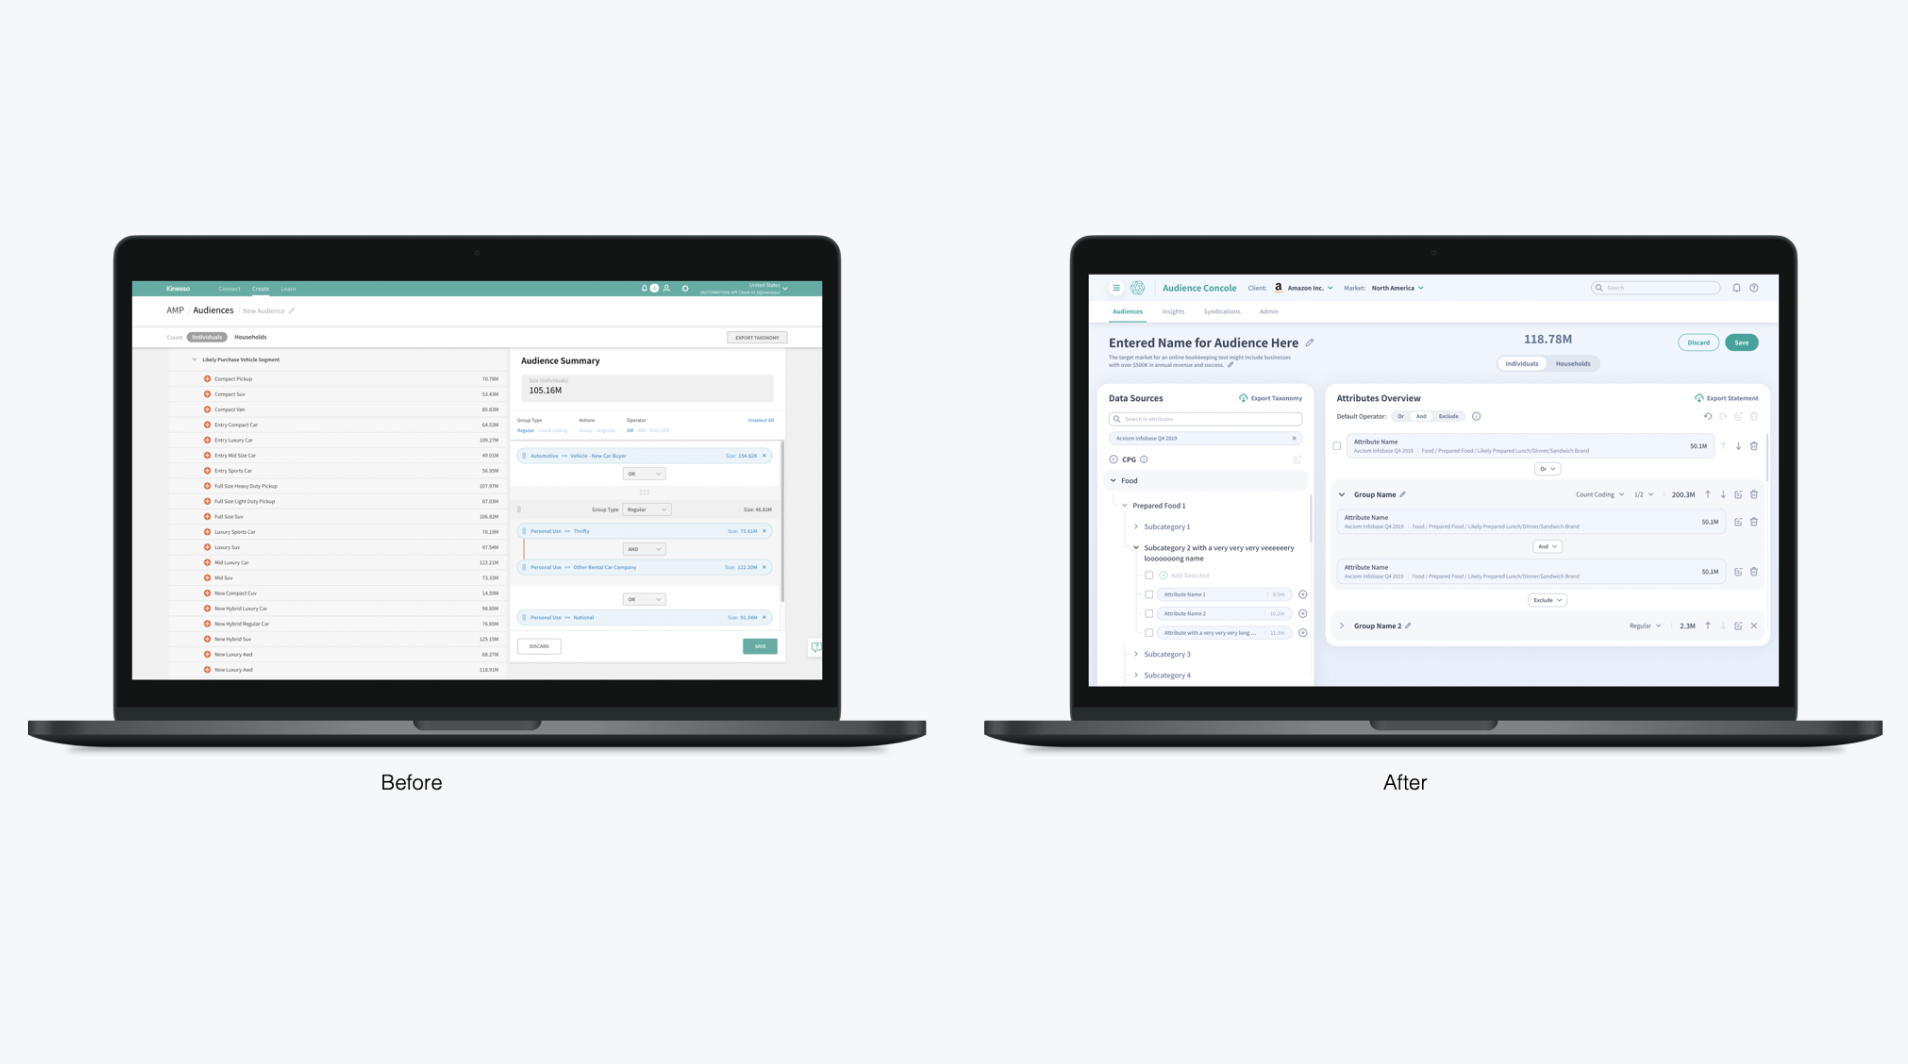 Kinesso Connect Create Learn
United States
AMP / Audiences / New Audience
Count Individuals Households
EXPORT TAXONOMY
Likely Purchase Vehicle Segment
Compact Pickup 70.78M
Compact Suv 53.43M
Compact Van 85.83M
Entry Compact Car 64.53M
Entry Luxury Car 109.27M
Entry Mid Size Car 49.01M
Entry Sports Car 56.95M
Full Size Heavy Duty Pickup 107.97M
Full Size Light Duty Pickup 67.03M
Full Size Suv 106.82M
Luxury Sports Car 78.19M
Luxury Suv 97.54M
Mid Luxury Car 123.21M
Mid Suv 73.33M
New Compact Cuv 14.59M
New Hybrid Luxury Car 98.80M
New Hybrid Regular Car 76.85M
New Hybrid Suv 125.15M
New Luxury 4wd 68.27M
New Luxury Awd 118.91M
Audience Summary
Size (Individuals)
105.16M
Group Type Actions Operator Unselect All
Regular Count Coding Group Ungroup OR AND EXCLUDE
Automotive Vehicle - New Car Buyer Size: 154.82K
OR
Group Type Regular Size: 48.83M
Personal Use Thrifty Size: 73.61M
AND
Personal Use Other Rental Car Company Size: 122.20M
OR
Personal Use National Size: 91.34M
DISCARD SAVE
Before
Audience Concole Client: a Amazon Inc. Market: North America Search
Audiences Insights Syndications Admin
Entered Name for Audience Here
The target market for an online bookkeeping tool might include businesses
with over $500K in annual revenue and success.
118.78M
Individuals Households
Discard Save
Data Sources Export Taxonomy
Search in attributes
Acxiom Infobase Q4 2019
CPG
Food
Prepared Food 1
Subcategory 1
Subcategory 2 with a very very very veeeeery
looooooong name
Add Selected
Attribute Name 1 8.9m
Attribute Name 2 10.2m
Attribute with a very very very long ... 11.3m
Subcategory 3
Subcategory 4
Attributes Overview Export Statement
Default Operator: Or And Exclude
Attribute Name
Axciom Infobase Q4 2019 | Food / Prepared Food / Likely Prepared Lunch/Dinner/Sandwich Brand
50.1M
Or
Group Name Count Coding 1/2 200.3M
Attribute Name
Axciom Infobase Q4 2019 | Food / Prepared Food / Likely Prepared Lunch/Dinner/Sandwich Brand
50.1M
And
Attribute Name
Axciom Infobase Q4 2019 | Food / Prepared Food / Likely Prepared Lunch/Dinner/Sandwich Brand
50.1M
Exclude
Group Name 2 Regular 2.3M
After